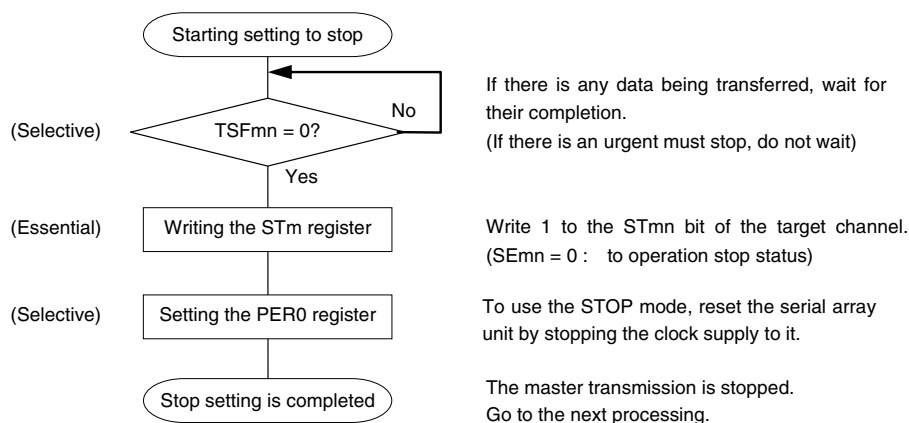 Starting setting to stop
No
If there is any data being transferred, wait for
their completion.
(If there is an urgent must stop, do not wait)
(Selective)
TSFmn = 0?
Yes
(Essential)
Writing the STm register
Write 1 to the STmn bit of the target channel.
(SEmn = 0 : to operation stop status)
(Selective)
Setting the PER0 register
To use the STOP mode, reset the serial array
unit by stopping the clock supply to it.
Stop setting is completed
The master transmission is stopped.
Go to the next processing.